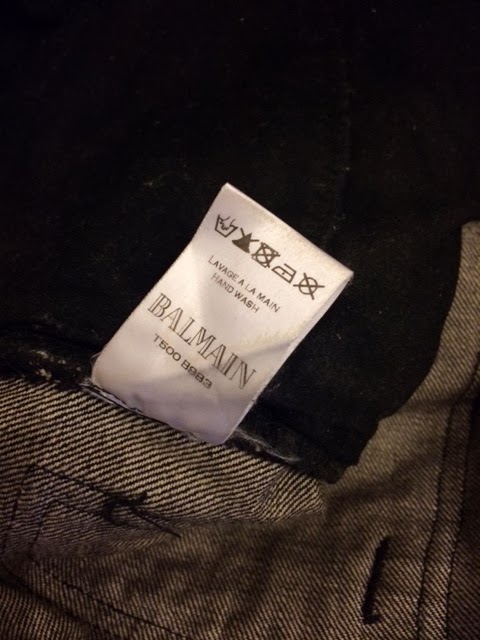 LAVAGE A LA MAIN
HAND WASH
BALMAIN
T500 B983